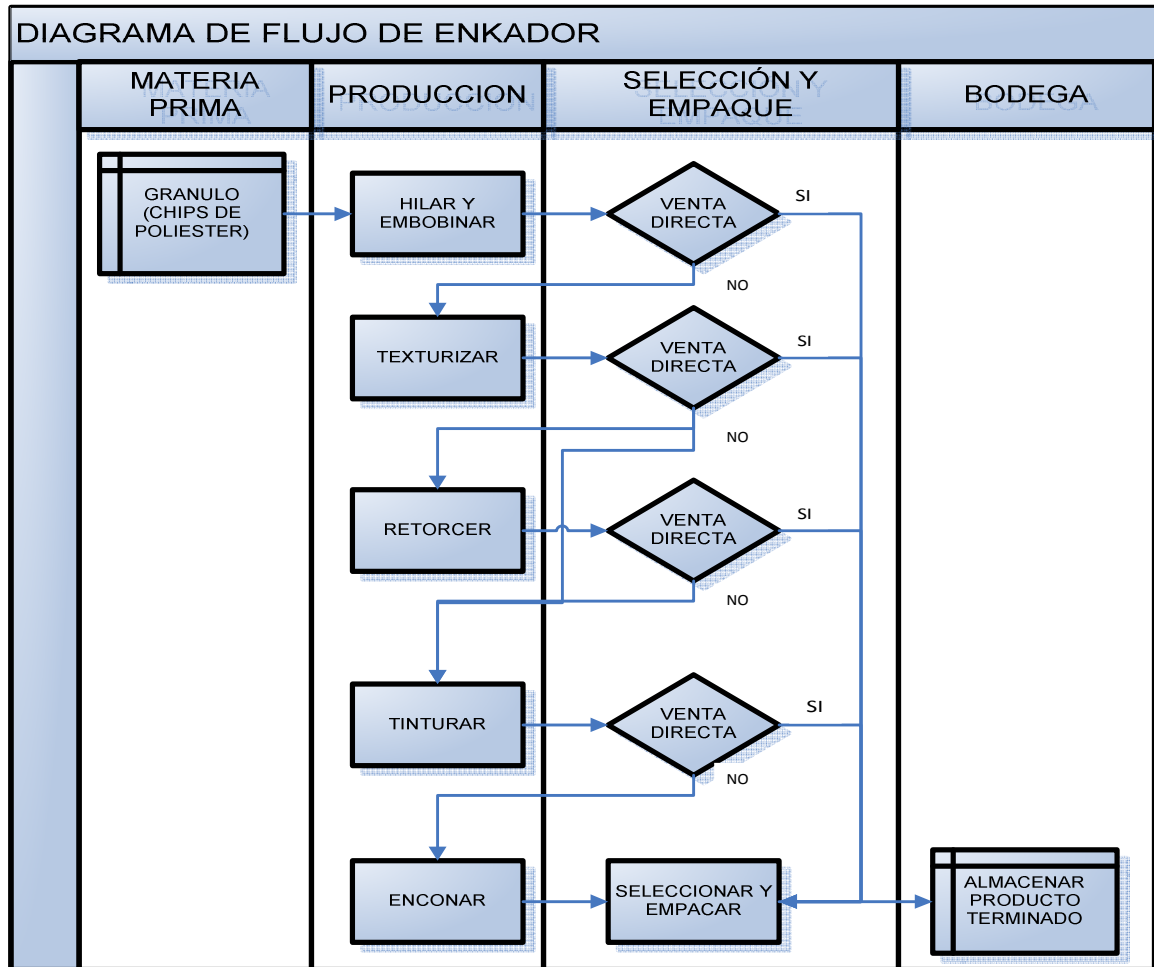 DIAGRAMA DE FLUJO DE ENKADOR
MATERIA
PRIMA
PRODUCCION
SELECCIÓN Y
EMPAQUE
BODEGA
GRANULO
(CHIPS DE
POLIESTER)
HILAR Y
EMBOBINAR
VENTA
DIRECTA
SI
NO
TEXTURIZAR
VENTA
DIRECTA
SI
NO
RETORCER
VENTA
DIRECTA
SI
NO
TINTURAR
VENTA
DIRECTA
SI
NO
ENCONAR
SELECCIONAR Y
EMPACAR
ALMACENAR
PRODUCTO
TERMINADO